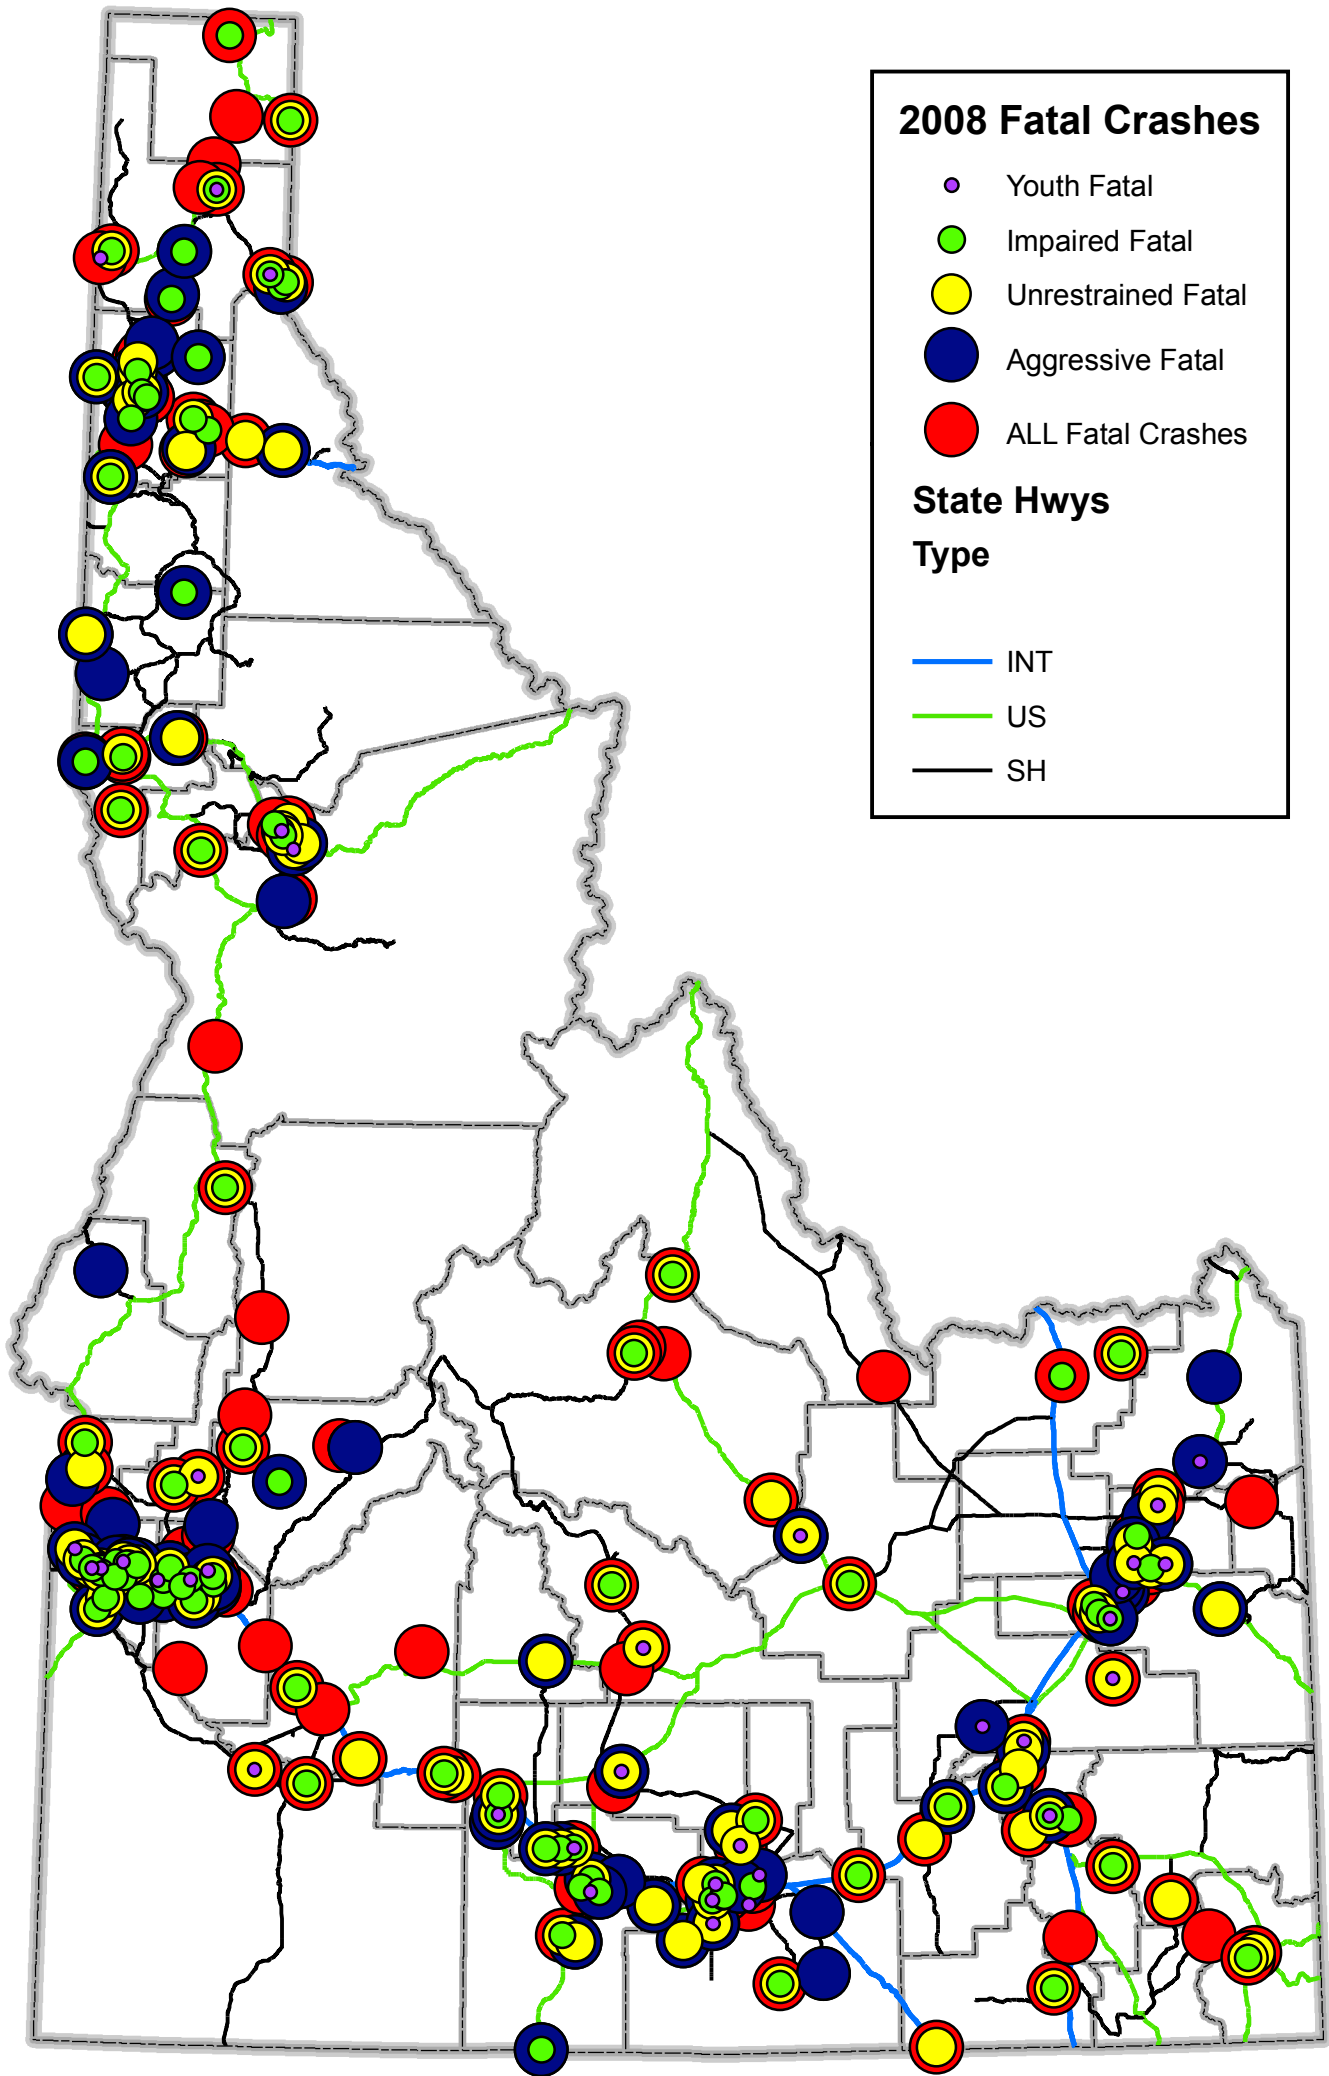 2008 Fatal Crashes
Youth Fatal
Impaired Fatal
Unrestrained Fatal
Aggressive Fatal
ALL Fatal Crashes
State Hwys
Type
INT
US
SH